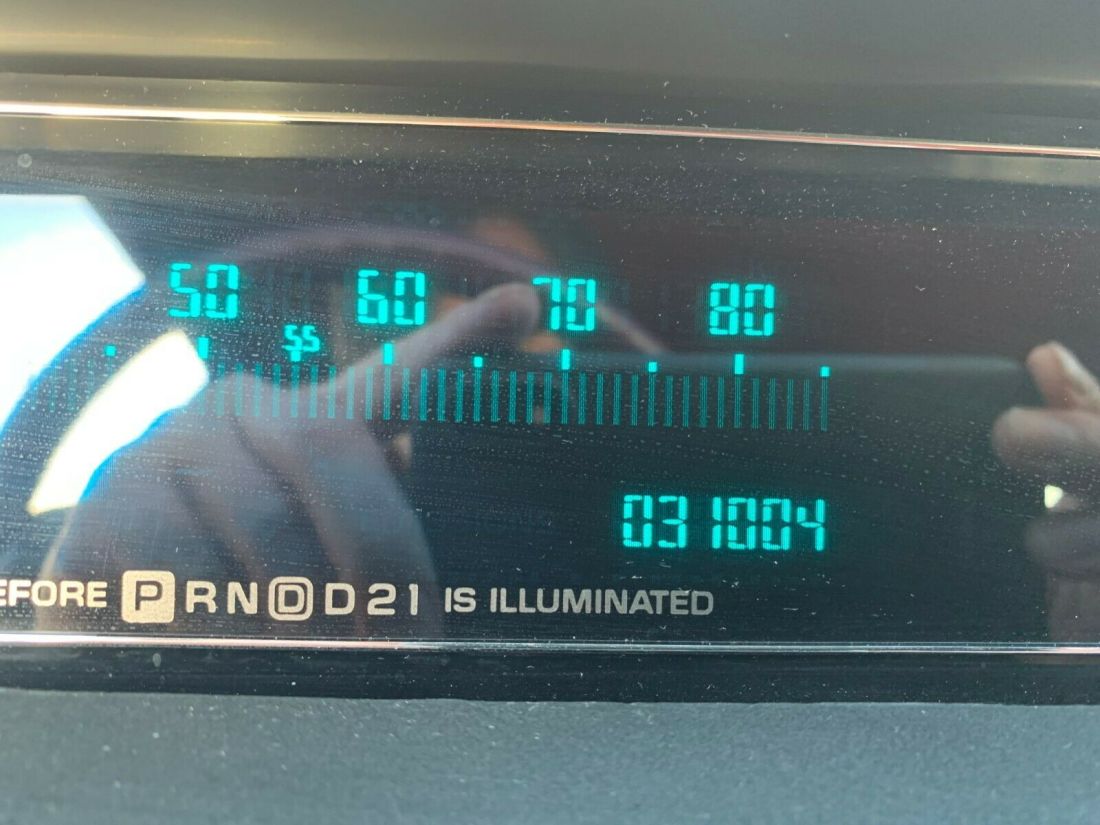 50 60 70 80
55
031004
EFORE P R N D D 2 1 IS ILLUMINATED